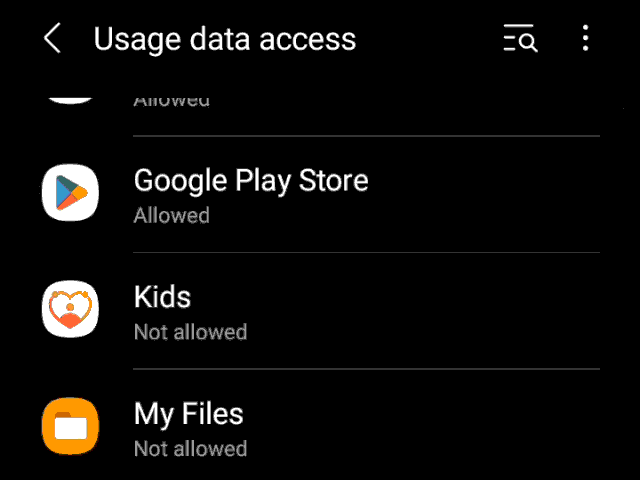 Usage data access
Allowed
Google Play Store
Allowed
Kids
Not allowed
My Files
Not allowed